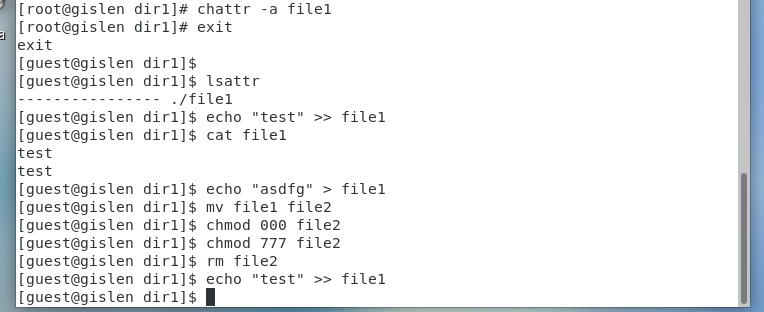 [root@gislen dir1]# chattr -a file1
[root@gislen dir1]# exit
exit
[guest@gislen dir1]$
[guest@gislen dir1]$ lsattr
---------------- ./file1
[guest@gislen dir1]$ echo "test" >> file1
[guest@gislen dir1]$ cat file1
test
test
[guest@gislen dir1]$ echo "asdfg" > file1
[guest@gislen dir1]$ mv file1 file2
[guest@gislen dir1]$ chmod 000 file2
[guest@gislen dir1]$ chmod 777 file2
[guest@gislen dir1]$ rm file2
[guest@gislen dir1]$ echo "test" >> file1
[guest@gislen dir1]$